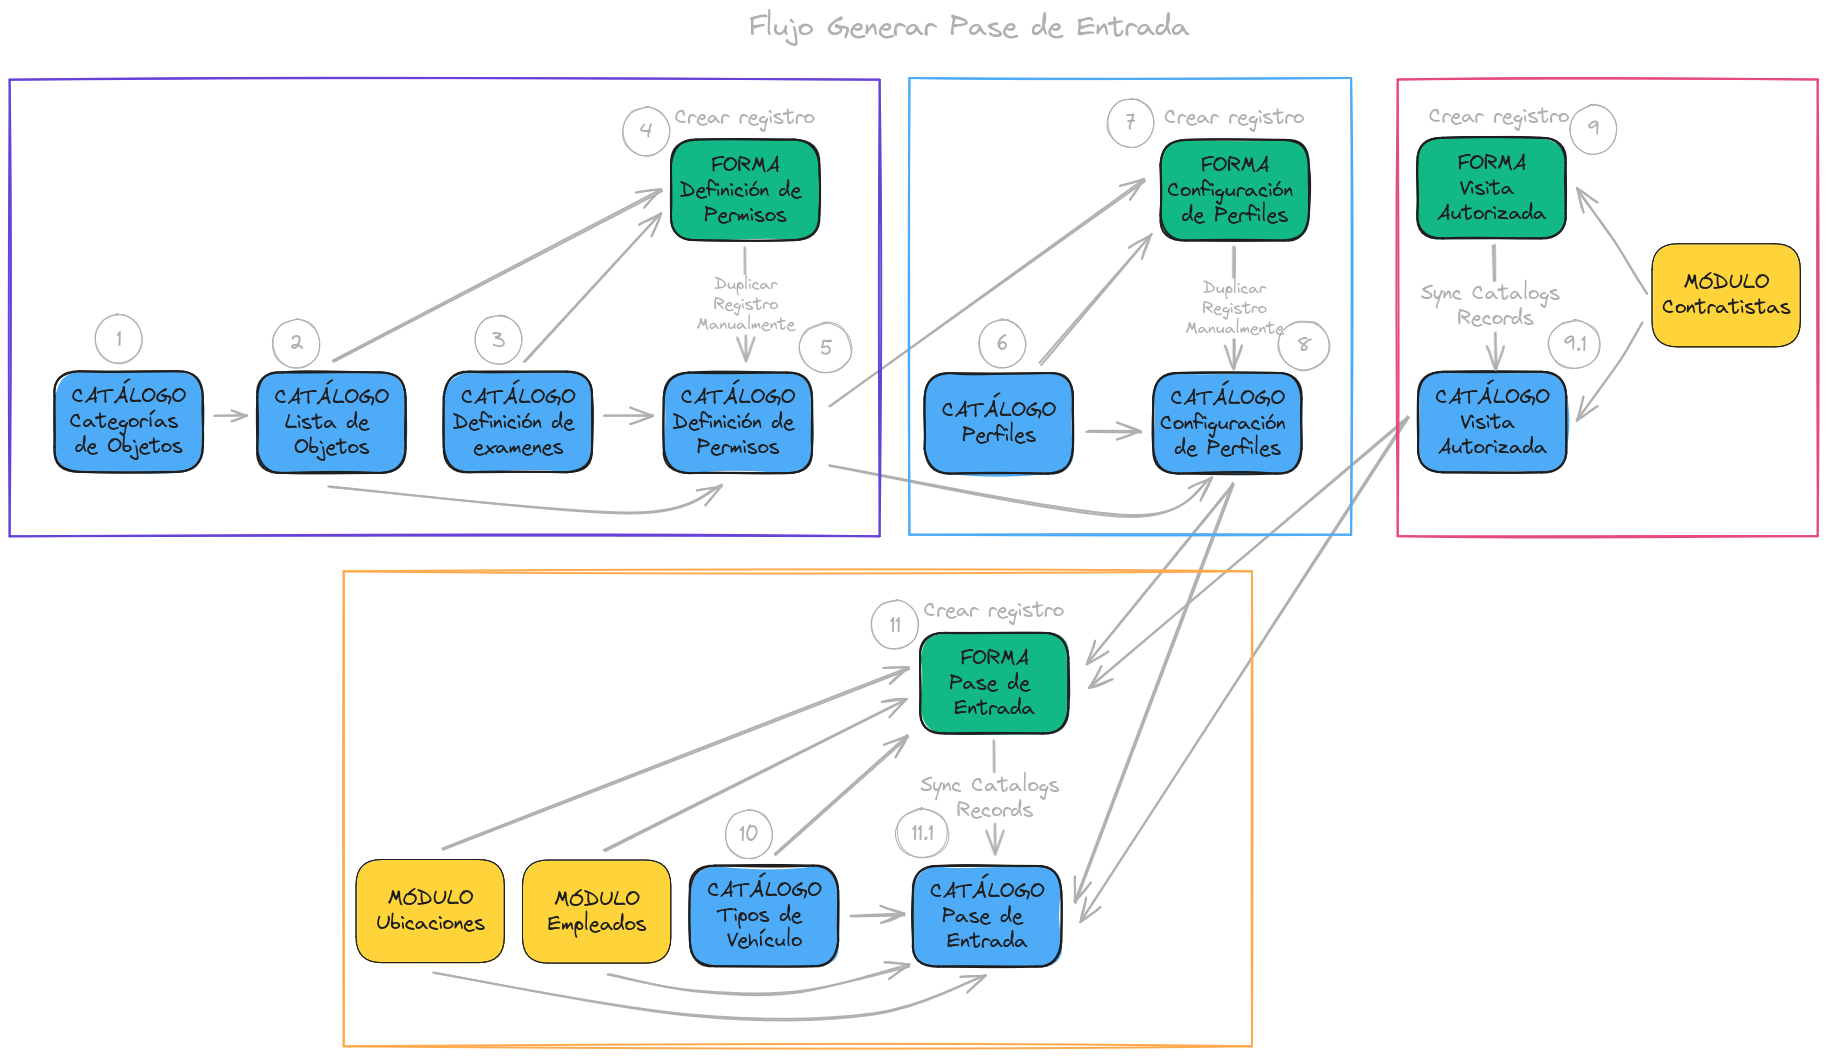 Flujo Generar Pase de Entrada
4
Crear registro
FORMA
Definición de
Permisos
Duplicar
Registro
Manualmente
1
CATÁLOGO
Categorías
de Objetos
2
CATÁLOGO
Lista de
Objetos
3
CATÁLOGO
Definición de
examenes
5
CATÁLOGO
Definición de
Permisos
7
Crear registro
FORMA
Configuración
de Perfiles
Duplicar
Registro
Manualmente
6
CATÁLOGO
Perfiles
8
CATÁLOGO
Configuración
de Perfiles
Crear registro
9
FORMA
Visita
Autorizada
MÓDULO
Contratistas
Sync Catalogs
Records
9.1
CATÁLOGO
Visita
Autorizada
11
Crear registro
FORMA
Pase de
Entrada
Sync Catalogs
Records
MÓDULO
Ubicaciones
MÓDULO
Empleados
10
CATÁLOGO
Tipos de
Vehículo
11.1
CATÁLOGO
Pase de
Entrada